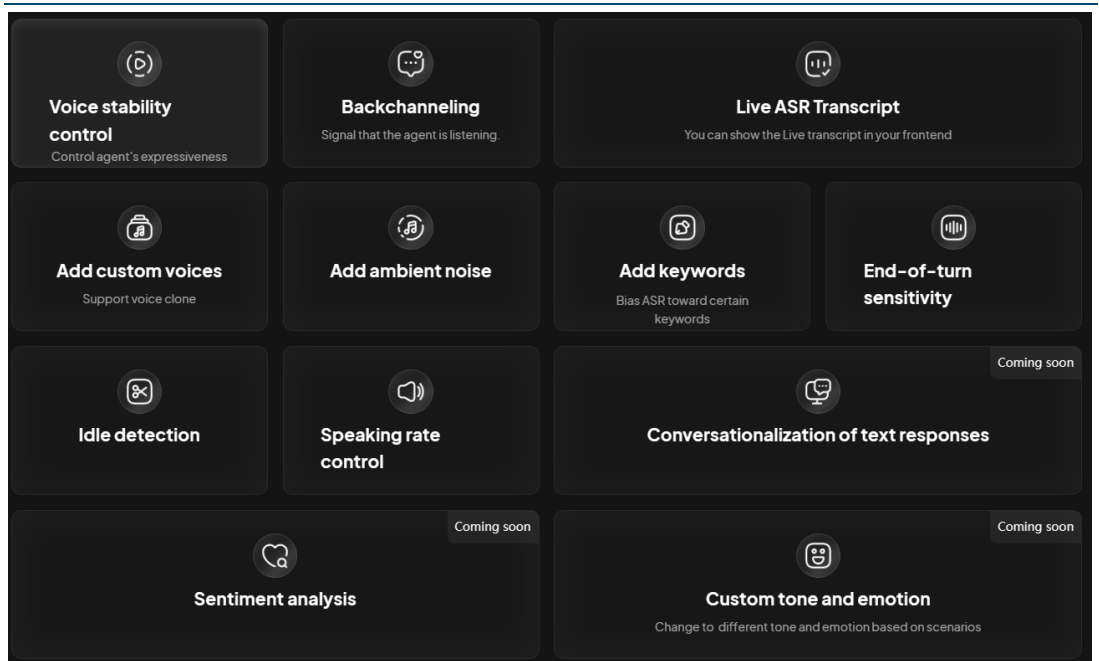 Voice stability
control
Control agent's expressiveness
Backchanneling
Signal that the agent is listening.
Live ASR Transcript
You can show the Live transcript in your frontend
Add custom voices
Support voice clone
Add ambient noise
Add keywords
Bias ASR toward certain
keywords
End-of-turn
sensitivity
Idle detection
Speaking rate
control
Coming soon
Conversationalization of text responses
Coming soon
Sentiment analysis
Coming soon
Custom tone and emotion
Change to different tone and emotion based on scenarios